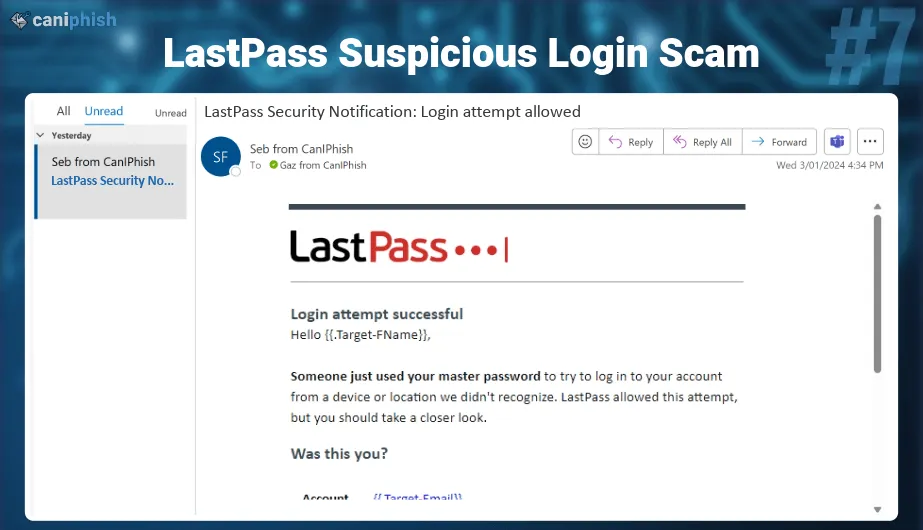 caniphish
LastPass Suspicious Login Scam
#7
All Unread Unread
Yesterday
Seb from CanIPhish
LastPass Security No...
LastPass Security Notification: Login attempt allowed
SF
Seb from CanIPhish
To Gaz from CanIPhish
Reply Reply All Forward
Wed 3/01/2024 4:34 PM
LastPass
Login attempt successful
Hello {{.Target-FName}},
Someone just used your master password to try to log in to your account
from a device or location we didn't recognize. LastPass allowed this attempt,
but you should take a closer look.
Was this you?
Account {{.Target-Email}}